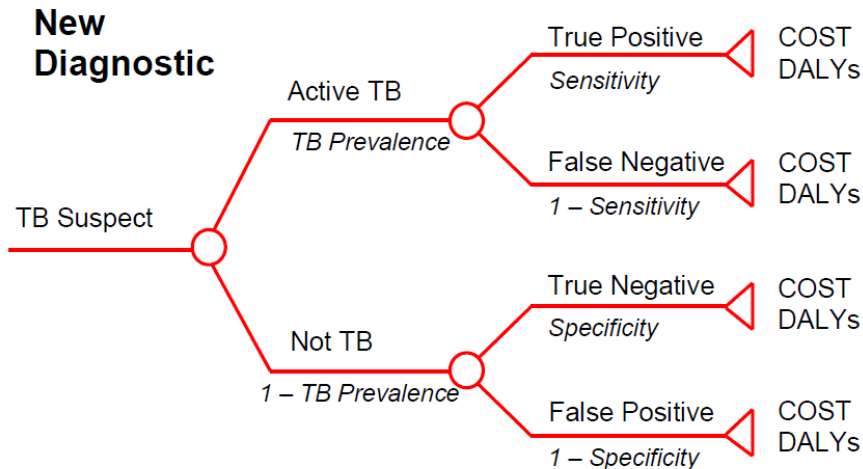 New
Diagnostic
True Positive
Sensitivity
COST
DALYs
Active TB
TB Prevalence
False Negative
1 – Sensitivity
COST
DALYs
TB Suspect
True Negative
Specificity
COST
DALYs
Not TB
1 – TB Prevalence
False Positive
1 – Specificity
COST
DALYs